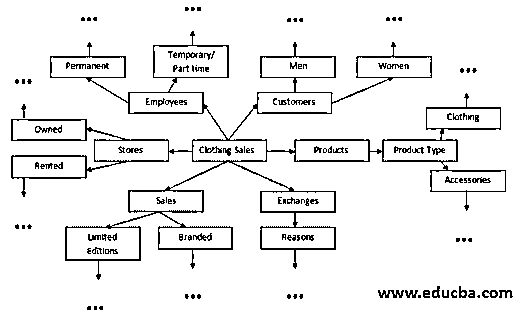 Temporary/
Part time
Men
Women
Permanent
Employees
Customers
Clothing
Owned
Stores
Clothing Sales
Products
Product Type
Rented
Accessories
Sales
Exchanges
Limited
Editions
Branded
Reasons
www.educba.com